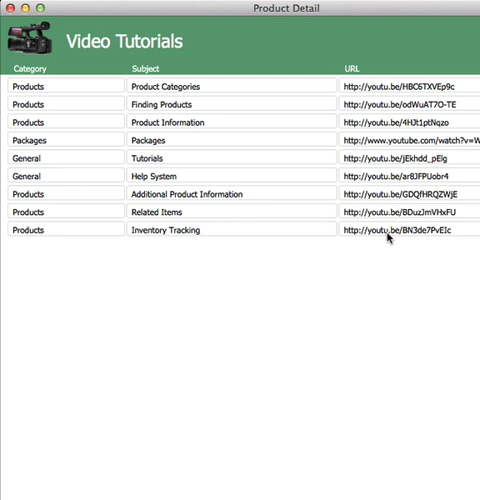 Product Detail
Video Tutorials
Category Subject URL
Products Product Categories http://youtu.be/HBC6TXVEp9c
Products Finding Products http://youtu.be/odWuAT7O-TE
Products Product Information http://youtu.be/4HJt1ptNqzo
Packages Packages http://www.youtube.com/watch?v=W
General Tutorials http://youtu.be/jEkhdd_pElg
General Help System http://youtu.be/ar8JFPUobr4
Products Additional Product Information http://youtu.be/GDQfHRQZWjE
Products Related Items http://youtu.be/BDuzJmVHxFU
Products Inventory Tracking http://youtu.be/BN3de7PvEIc